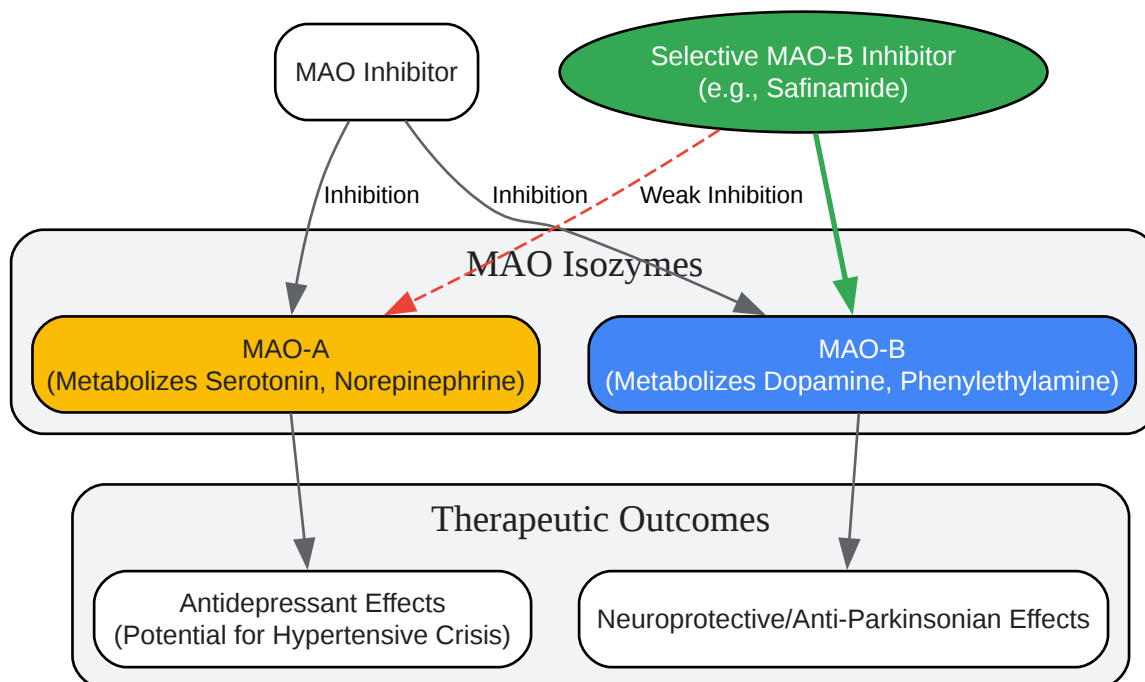 MAO Inhibitor
Selective MAO-B Inhibitor
(e.g., Safinamide)
Inhibition
Inhibition
Weak Inhibition
MAO Isozymes
MAO-A
(Metabolizes Serotonin, Norepinephrine)
MAO-B
(Metabolizes Dopamine, Phenylethylamine)
Therapeutic Outcomes
Antidepressant Effects
(Potential for Hypertensive Crisis)
Neuroprotective/Anti-Parkinsonian Effects